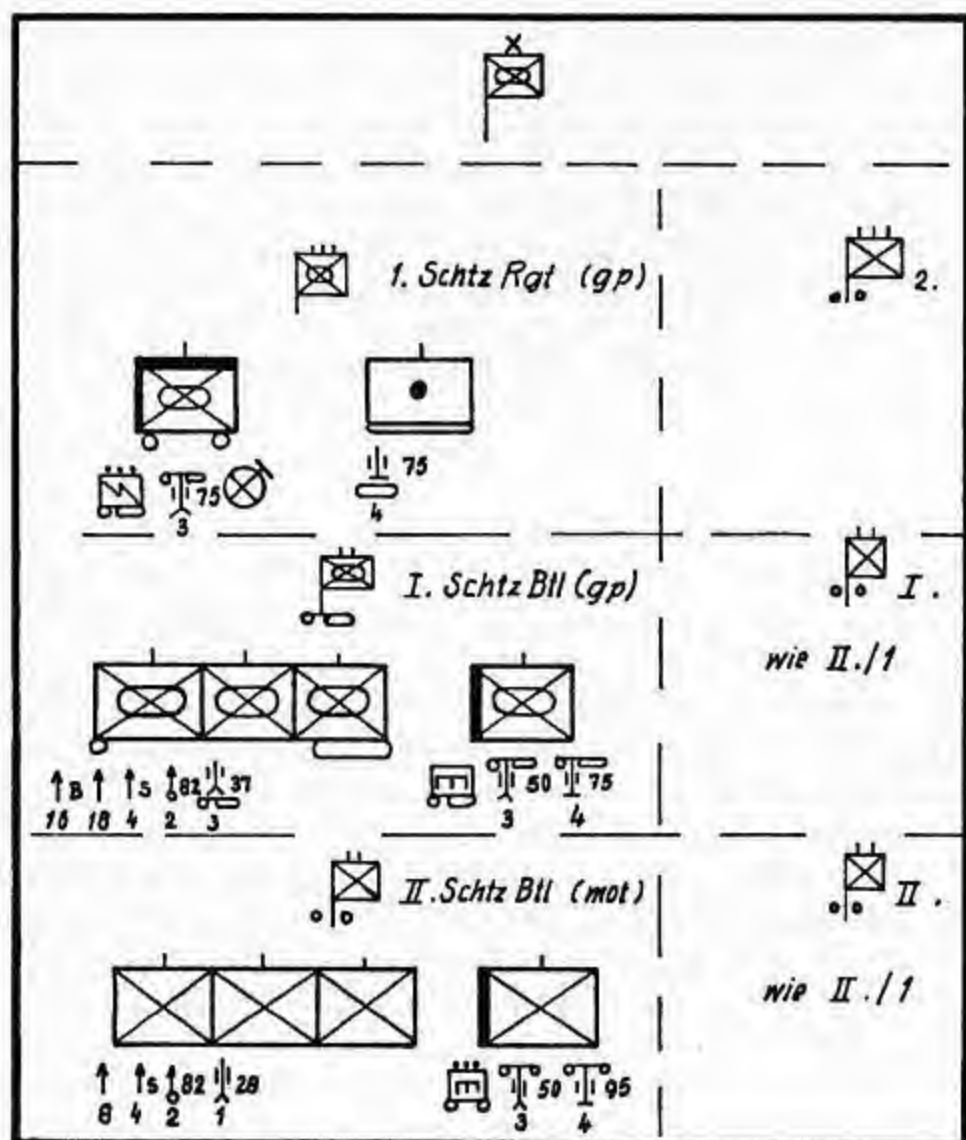 1. Schtz Rgt (gp)
2.
75
3
75
4
I. Schtz Btl (gp)
I.
wie II./1
B S 82 37
16 18 4 2 3
E 50 75
3 4
II. Schtz Btl (mot)
II.
wie II./1
S 82 28
8 4 2 1
E 50 95
3 4